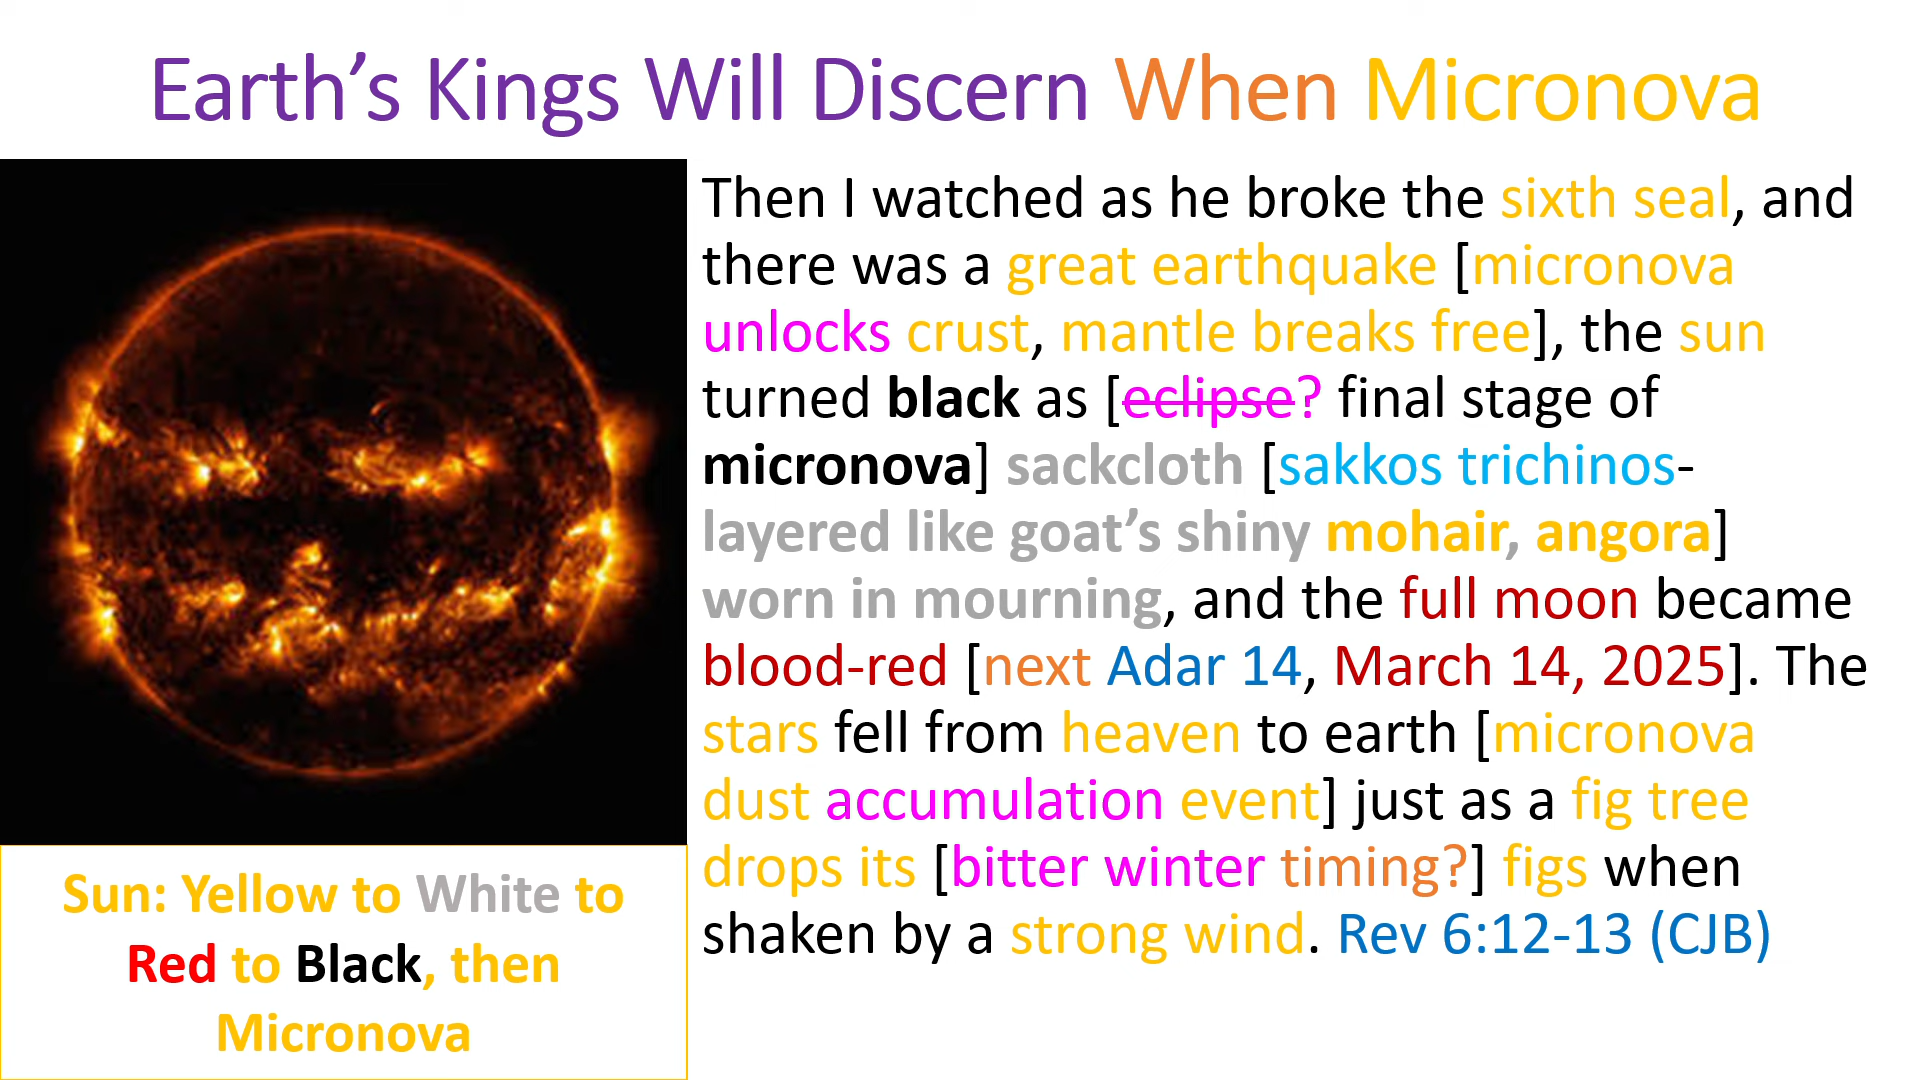 Earth’s Kings Will Discern When Micronova
Then I watched as he broke the sixth seal, and
there was a great earthquake [micronova
unlocks crust, mantle breaks free], the sun
turned black as [eclipse? final stage of
micronova] sackcloth [sakkos trichinos-
layered like goat’s shiny mohair, angora]
worn in mourning, and the full moon became
blood-red [next Adar 14, March 14, 2025]. The
stars fell from heaven to earth [micronova
dust accumulation event] just as a fig tree
drops its [bitter winter timing?] figs when
shaken by a strong wind. Rev 6:12-13 (CJB)
Sun: Yellow to White to
Red to Black, then
Micronova